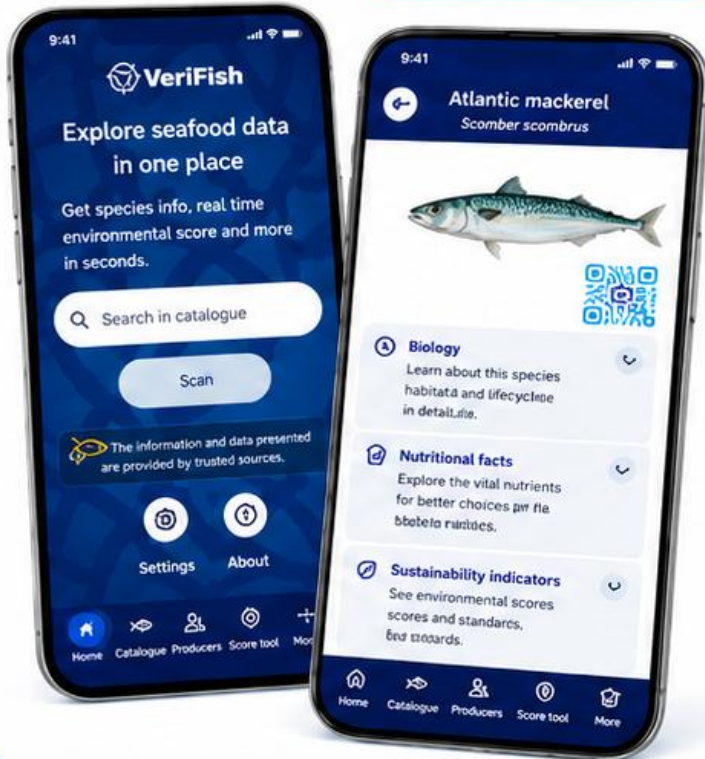 9:41
VeriFish
Explore seafood data
in one place
Get species info, real time
environmental score and more
in seconds.
Search in catalogue
Scan
The information and data presented
are provided by trusted sources.
Settings
About
Home
Catalogue
Producers
Score tool
9:41
Atlantic mackerel
Scomber scombrus
Biology
Learn about this species
and
in
Nutritional facts
Explore the vital nutrients
for better choices
Sustainability indicators
See environmental scores
scores and standarcs,
Home
Catalogue
Producers
Score tool
More